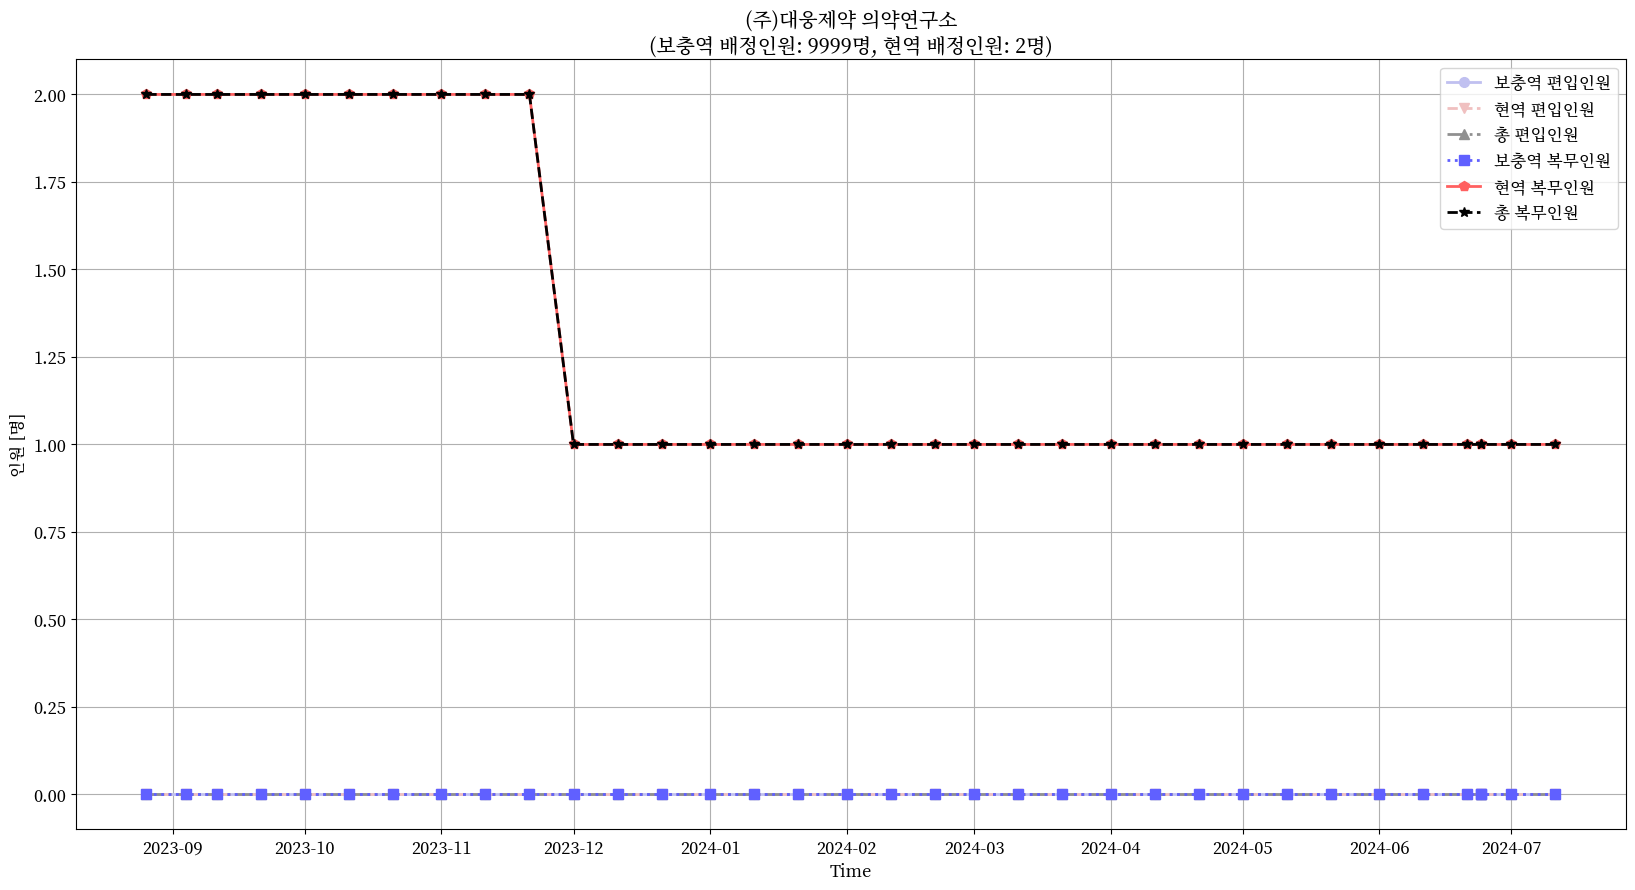 (주)대웅제약 의약연구소
(보충역 배정인원: 9999명, 현역 배정인원: 2명)
보충역 편입인원
현역 편입인원
총 편입인원
보충역 복무인원
현역 복무인원
총 복무인원
인원 [명]
2.00
1.75
1.50
1.25
1.00
0.75
0.50
0.25
0.00
2023-09 2023-10 2023-11 2023-12 2024-01 2024-02 2024-03 2024-04 2024-05 2024-06 2024-07
Time